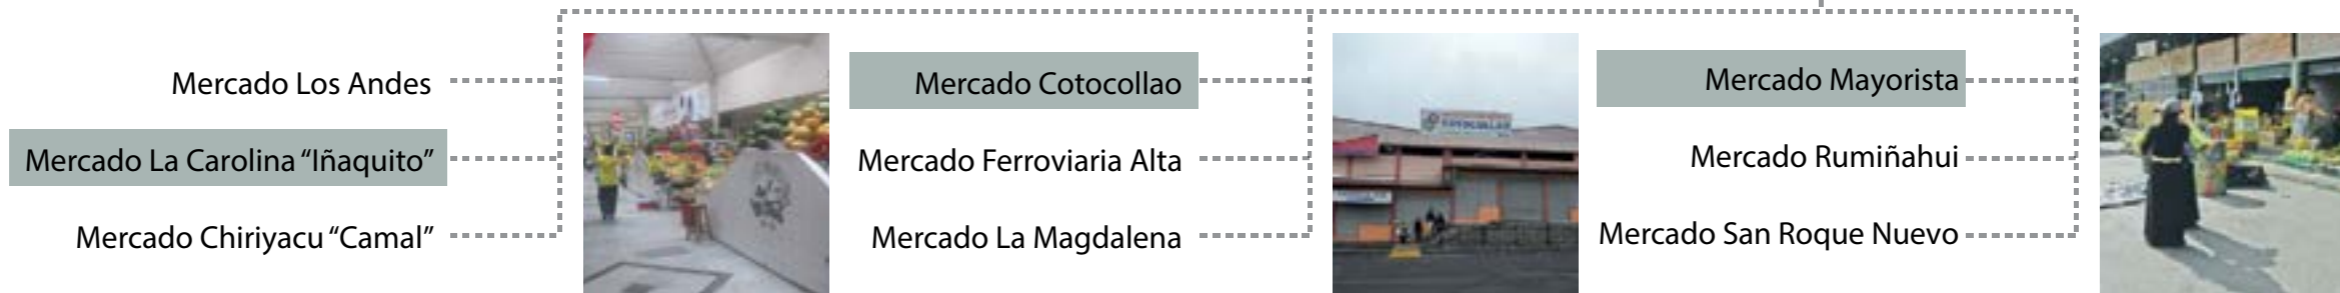 Mercado Los Andes
Mercado La Carolina “Iñaquito”
Mercado Chiriyacu “Camal”
Mercado Cotocollao
Mercado Ferroviaria Alta
Mercado La Magdalena
COTOCOLLAO
Mercado Mayorista
Mercado Rumiñahui
Mercado San Roque Nuevo